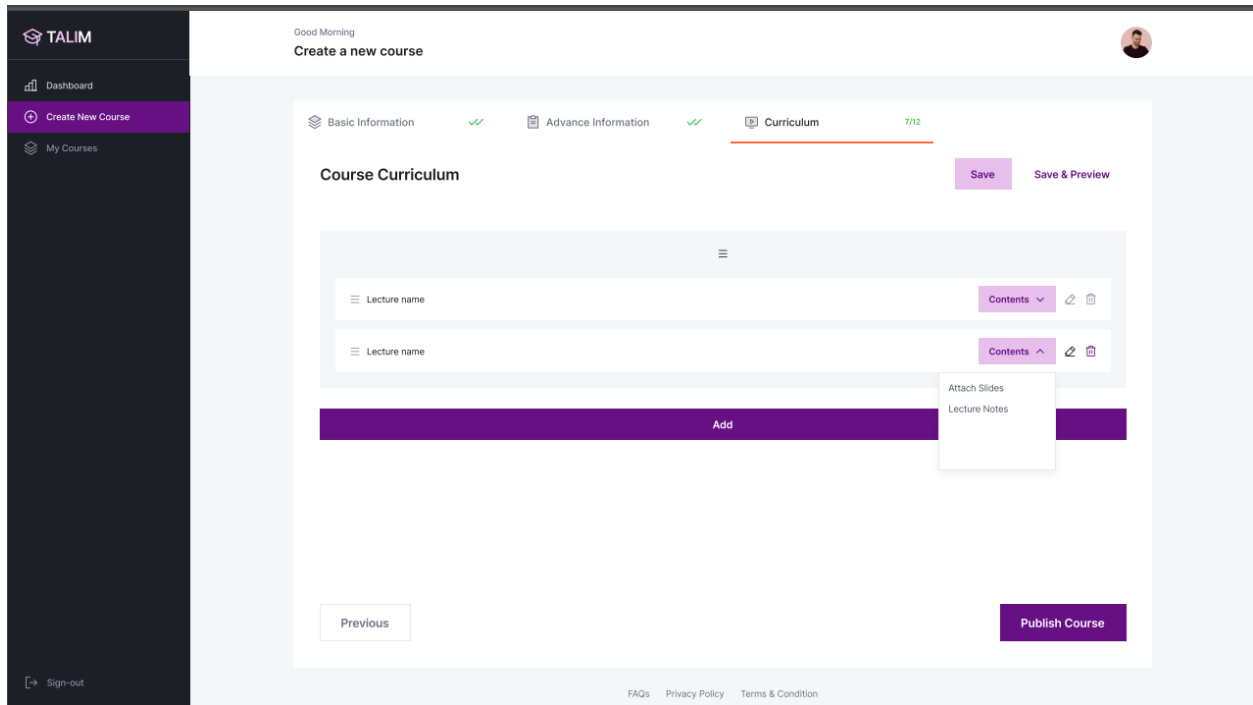 TALIM
Dashboard
Create New Course
My Courses
Sign-out
Good Morning
Create a new course
Basic Information
Advance Information
Curriculum 7/12
Course Curriculum
Save Save & Preview
Lecture name Contents
Lecture name Contents
Attach Slides
Lecture Notes
Add
Previous Publish Course
FAQs Privacy Policy Terms & Condition